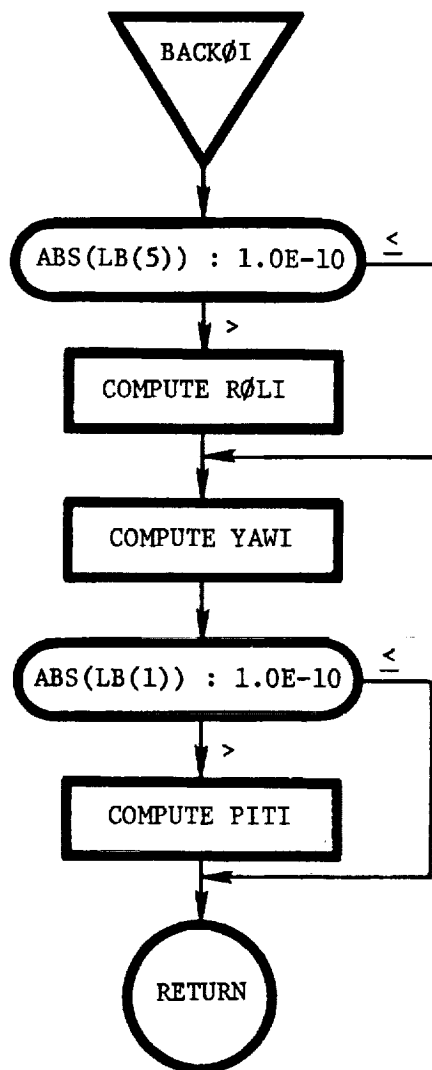 BACKØI
ABS(LB(5)) : 1.0E-10
≤
>
COMPUTE RØLI
COMPUTE YAWI
ABS(LB(1)) : 1.0E-10
≤
>
COMPUTE PITI
RETURN